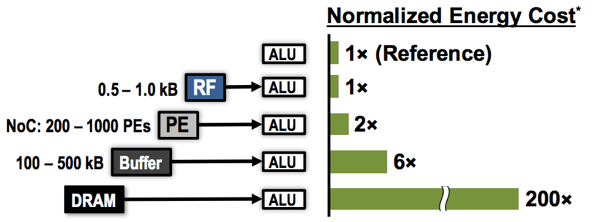 Normalized Energy Cost*
ALU 1× (Reference)
0.5 – 1.0 kB RF ALU 1×
NoC: 200 – 1000 PEs PE ALU 2×
100 – 500 kB Buffer ALU 6×
DRAM ALU 200×